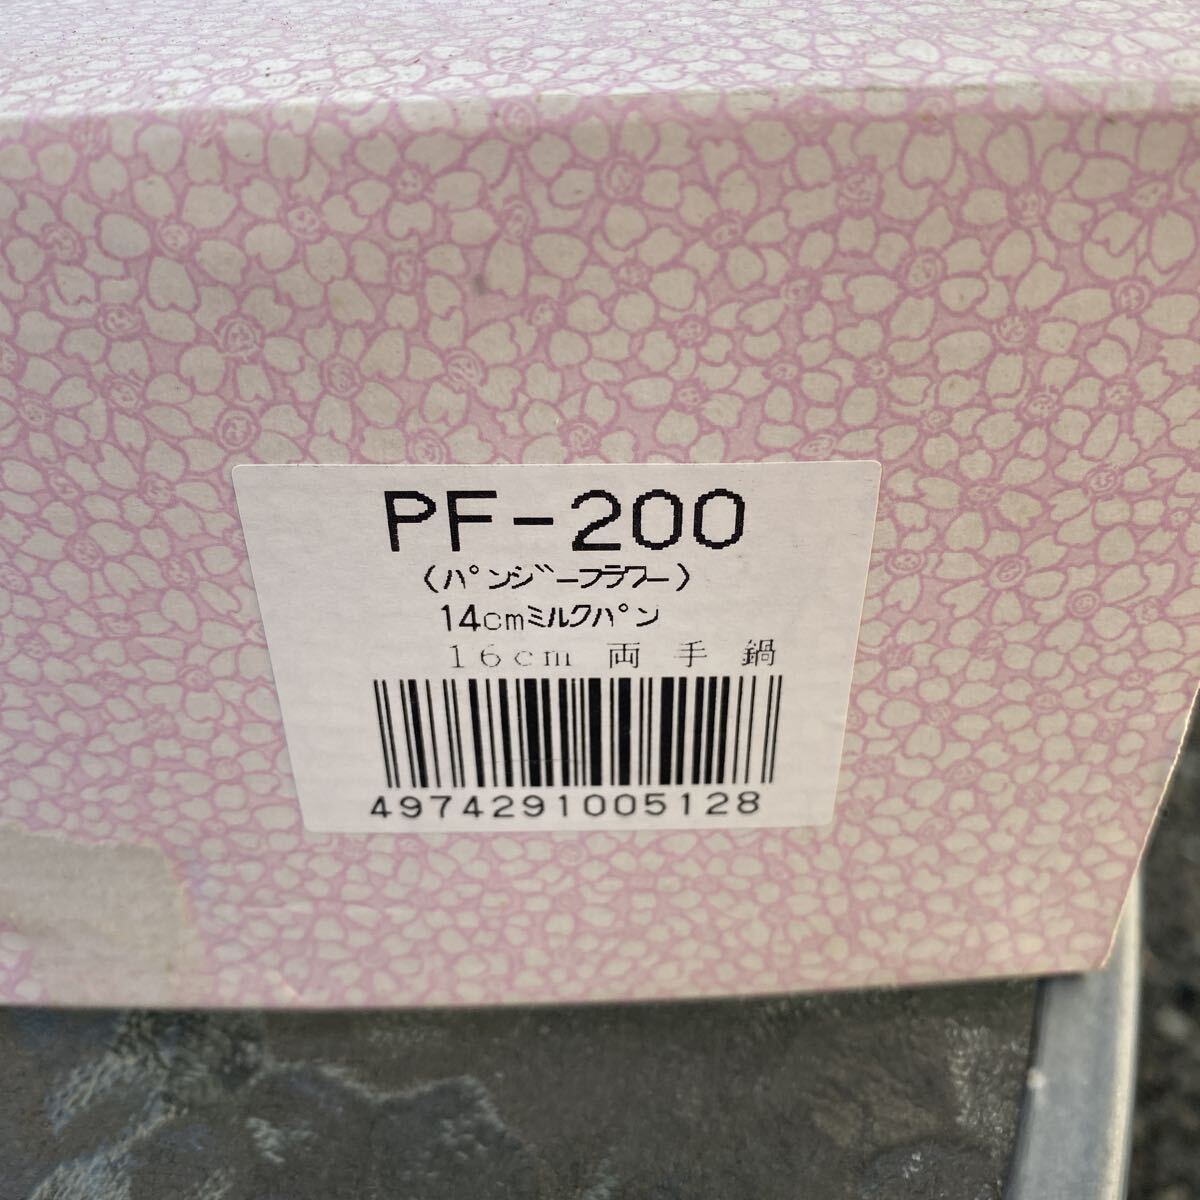 PF-200
(パンジーフラワー)
14cmミルクパン
16cm 両手鍋
4974291005128